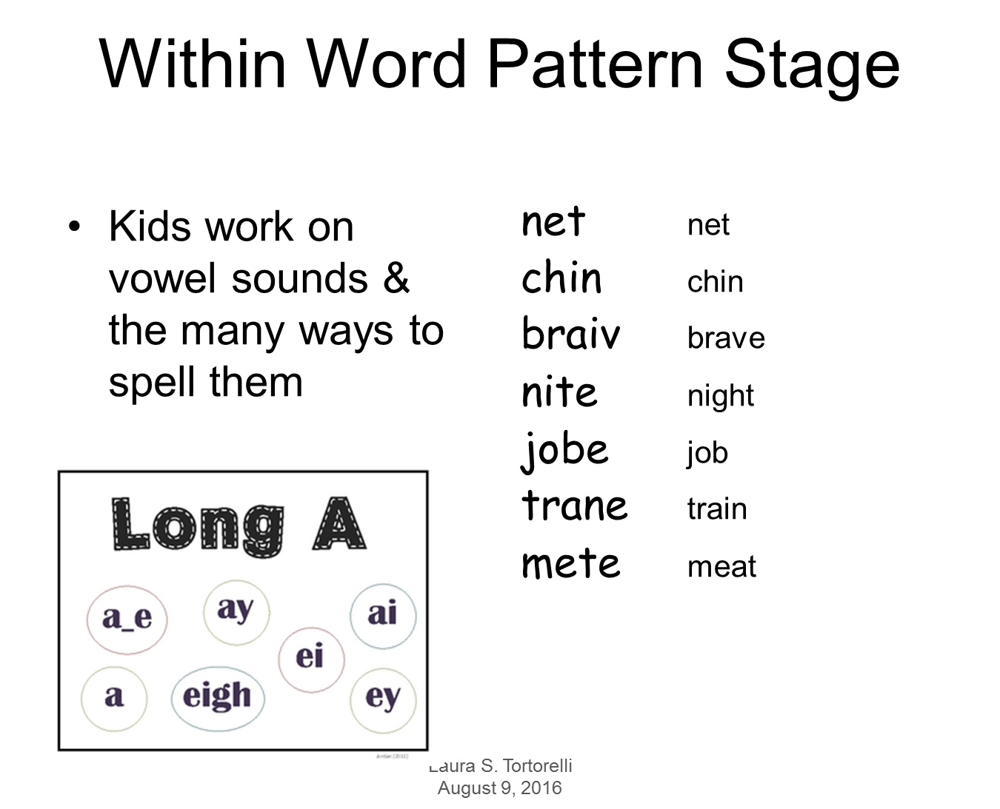 Within Word Pattern Stage
• Kids work on
vowel sounds &
the many ways to
spell them
net net
chin chin
braiv brave
nite night
jobe job
trane train
mete meat
Long A
a_e ay ai
ei
a eigh ey
Laura S. Tortorelli
August 9, 2016